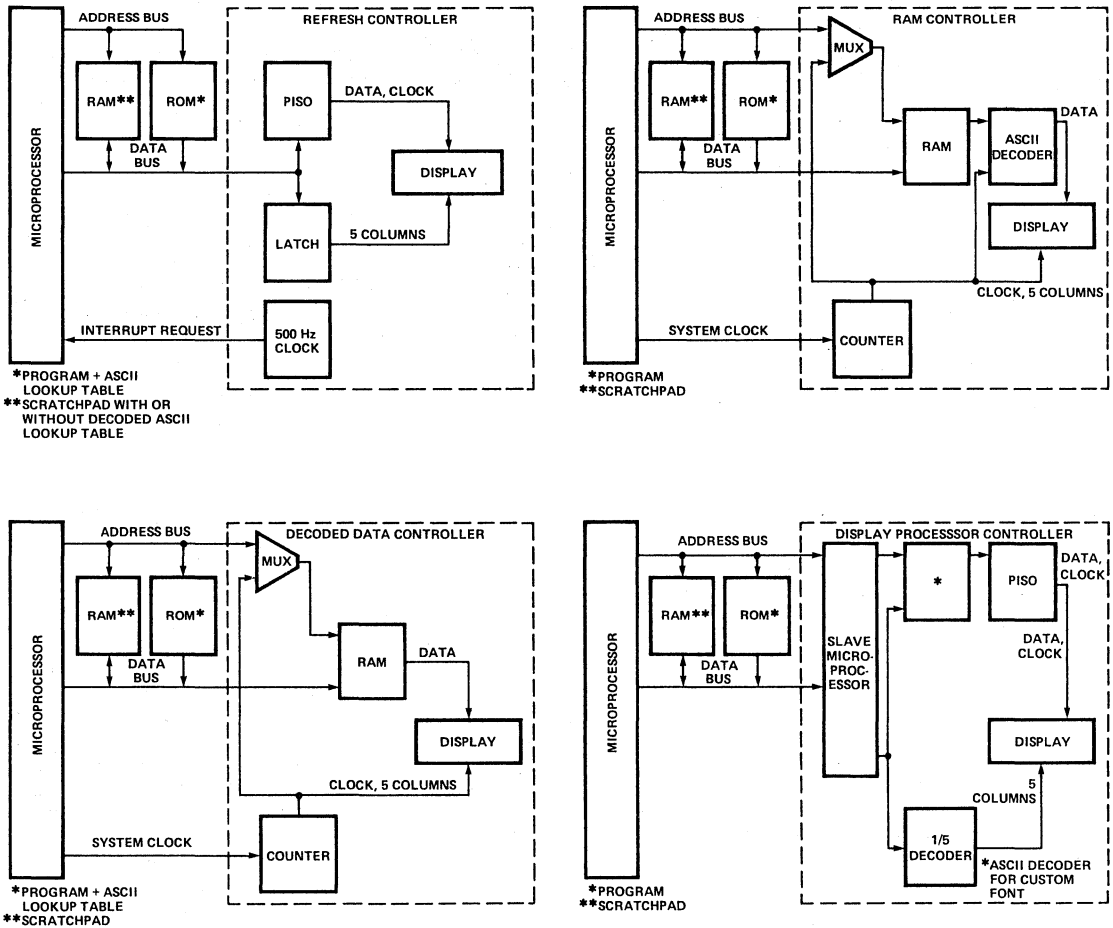 ADDRESS BUS
REFRESH CONTROLLER
MICROPROCESSOR
RAM**
ROM*
PISO
DATA, CLOCK
DATA
BUS
DISPLAY
LATCH
5 COLUMNS
INTERRUPT REQUEST
500 Hz
CLOCK
*PROGRAM + ASCII
LOOKUP TABLE
**SCRATCHPAD WITH OR
WITHOUT DECODED ASCII
LOOKUP TABLE
ADDRESS BUS
RAM CONTROLLER
MICROPROCESSOR
MUX
RAM**
ROM*
DATA
BUS
RAM
ASCII
DECODER
DATA
DISPLAY
CLOCK, 5 COLUMNS
SYSTEM CLOCK
COUNTER
*PROGRAM
**SCRATCHPAD
ADDRESS BUS
DECODED DATA CONTROLLER
MICROPROCESSOR
MUX
RAM**
ROM*
DATA
BUS
RAM
DATA
DISPLAY
CLOCK, 5 COLUMNS
SYSTEM CLOCK
COUNTER
*PROGRAM + ASCII
LOOKUP TABLE
**SCRATCHPAD
ADDRESS BUS
DISPLAY PROCESSSOR CONTROLLER
MICROPROCESSOR
RAM**
ROM*
DATA
BUS
SLAVE
MICRO-
PROC-
ESSOR
*
PISO
DATA,
CLOCK
DATA,
CLOCK
DISPLAY
5
COLUMNS
1/5
DECODER
*ASCII DECODER
FOR CUSTOM
FONT
*PROGRAM
**SCRATCHPAD